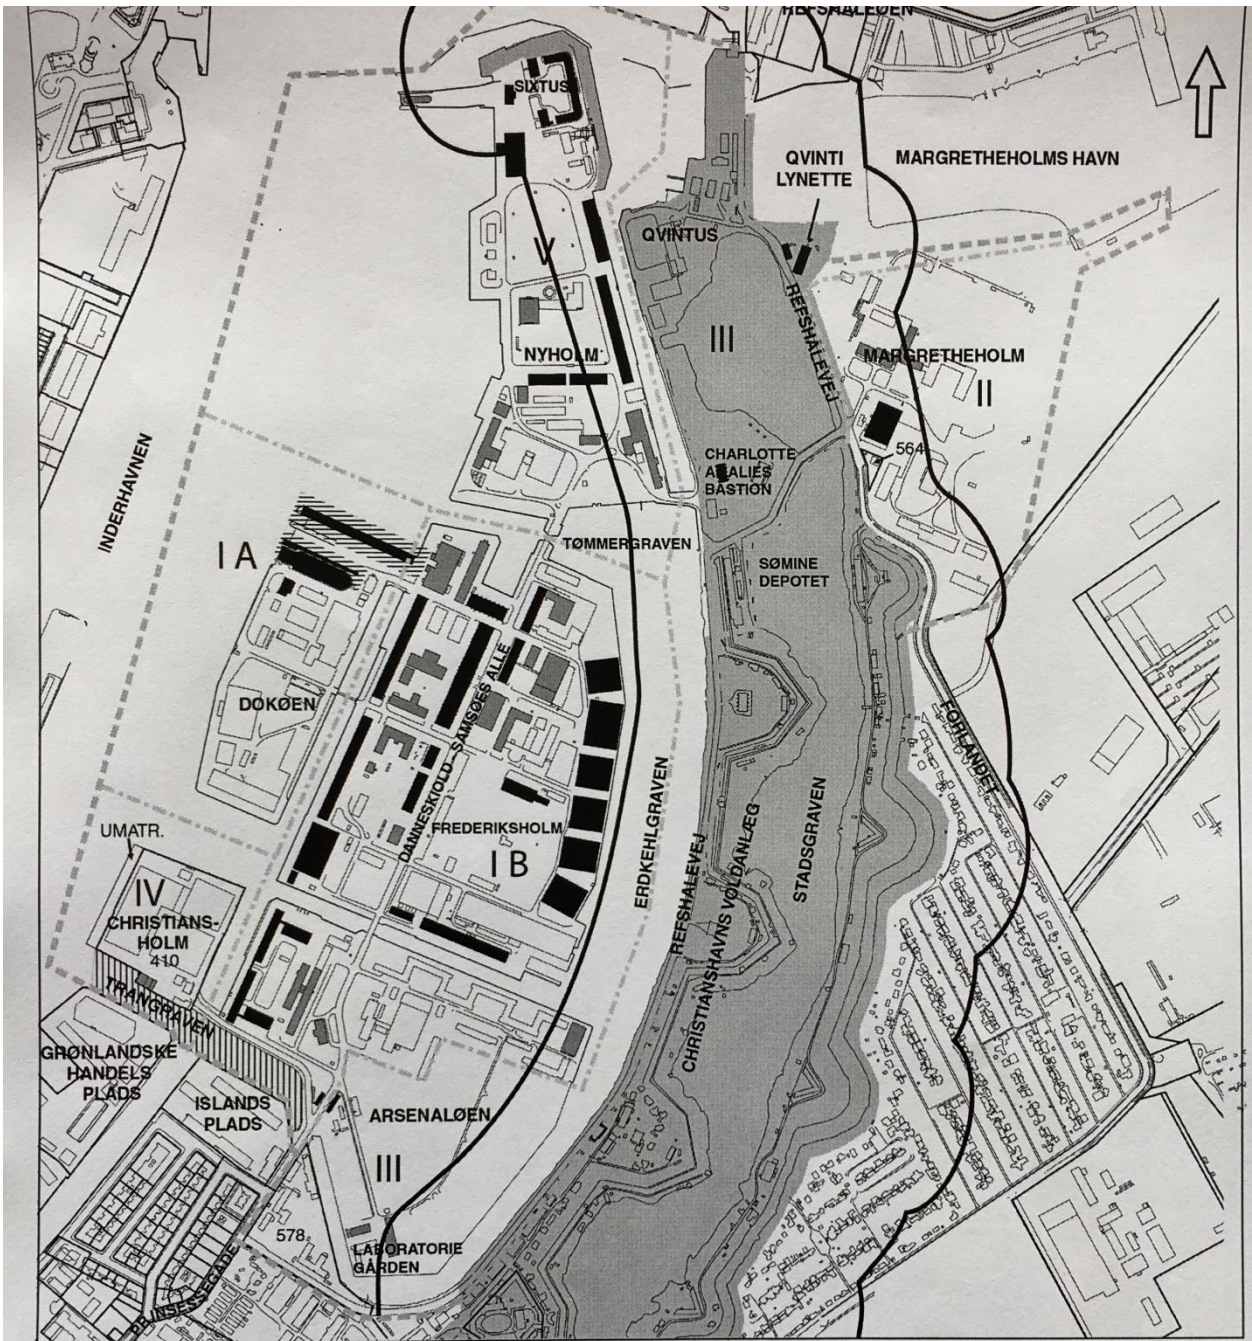 REFSHALEØEN
SIXTUS
QVINTI
LYNETTE
MARGRETHEHOLMS HAVN
QVINTUS
V
REFSHALEVEJ
III
NYHOLM
MARGRETHEHOLM
II
INDERHAVNEN
CHARLOTTE
AMALIES
BASTION
564
I A
TØMMERGRAVEN
SØMINE
DEPOTET
DOKØEN
DANNESKIOLD-SAMSØES ALLE
FORLANDET
UMATR.
FREDERIKSHOLM
I B
ERDKEHLGRAVEN
REFSHALEVEJ
CHRISTIANSHAVNS VOLDANLÆG
STADSGRAVEN
IV
CHRISTIANS-
HOLM
410
TRANGRAVEN
GRØNLANDSKE
HANDELS
PLADS
ISLANDS
PLADS
ARSENALØEN
III
578
LABORATORIE
GÅRDEN
PRINSESSEGADE